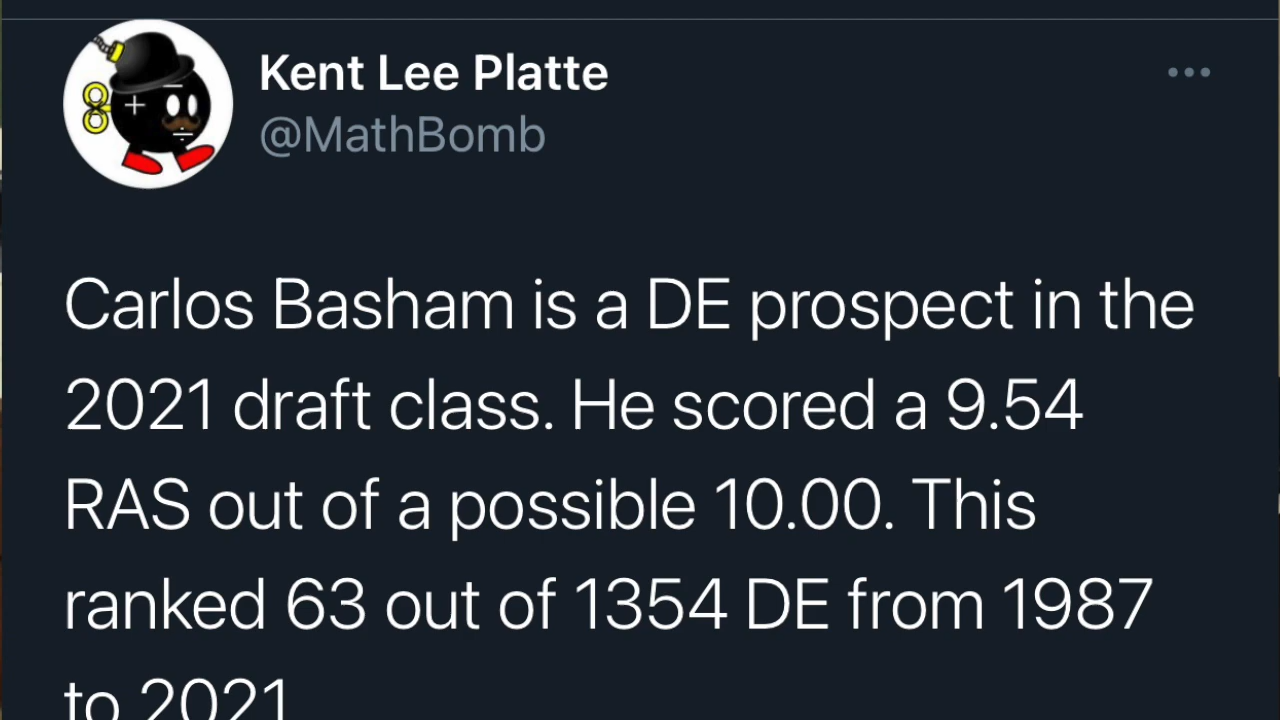 Kent Lee Platte
@MathBomb
Carlos Basham is a DE prospect in the
2021 draft class. He scored a 9.54
RAS out of a possible 10.00. This
ranked 63 out of 1354 DE from 1987
to 2021